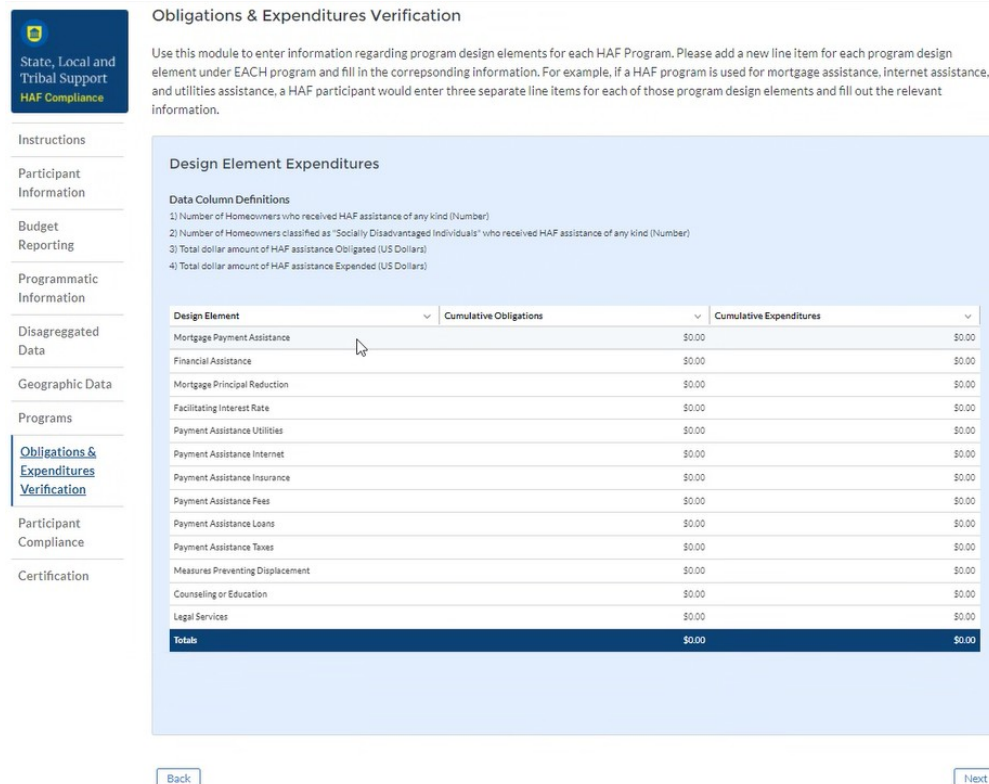 Obligations & Expenditures Verification
Use this module to enter information regarding program design elements for each HAF Program. Please add a new line item for each program design
element under EACH program and fill in the correpsonding information. For example, if a HAF program is used for mortgage assistance, internet assistance,
and utilities assistance, a HAF participant would enter three separate line items for each of those program design elements and fill out the relevant
information.
State, Local and
Tribal Support
HAF Compliance
Instructions
Participant
Information
Budget
Reporting
Programmatic
Information
Disagreggated
Data
Geographic Data
Programs
Obligations &
Expenditures
Verification
Participant
Compliance
Certification
Design Element Expenditures
Data Column Definitions
1) Number of Homeowners who received HAF assistance of any kind (Number)
2) Number of Homeowners classified as "Socially Disadvantaged Individuals" who received HAF assistance of any kind (Number)
3) Total dollar amount of HAF assistance Obligated (US Dollars)
4) Total dollar amount of HAF assistance Expended (US Dollars)
Design Element Cumulative Obligations Cumulative Expenditures
Mortgage Payment Assistance $0.00 $0.00
Financial Assistance $0.00 $0.00
Mortgage Principal Reduction $0.00 $0.00
Facilitating Interest Rate $0.00 $0.00
Payment Assistance Utilities $0.00 $0.00
Payment Assistance Internet $0.00 $0.00
Payment Assistance Insurance $0.00 $0.00
Payment Assistance Fees $0.00 $0.00
Payment Assistance Loans $0.00 $0.00
Payment Assistance Taxes $0.00 $0.00
Measures Preventing Displacement $0.00 $0.00
Counseling or Education $0.00 $0.00
Legal Services $0.00 $0.00
Totals $0.00 $0.00
Back Next